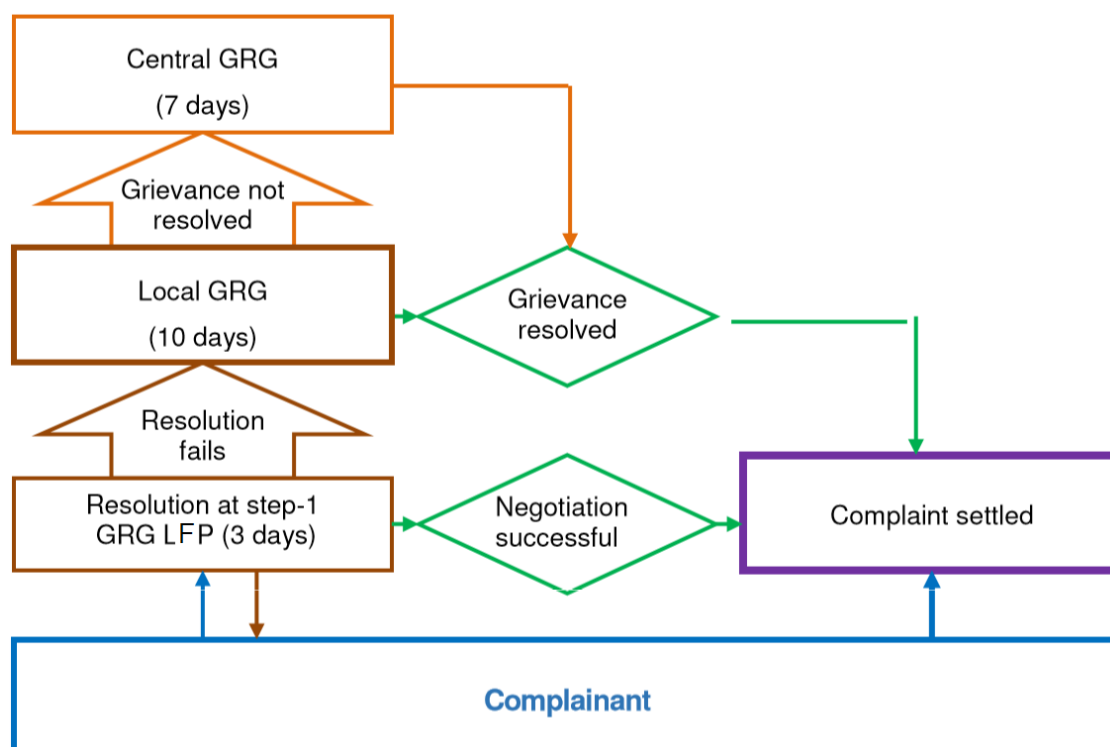 Central GRG
(7 days)
Grievance not
resolved
Local GRG
(10 days)
Grievance
resolved
Resolution
fails
Resolution at step-1
GRG LFP (3 days)
Negotiation
successful
Complaint settled
Complainant